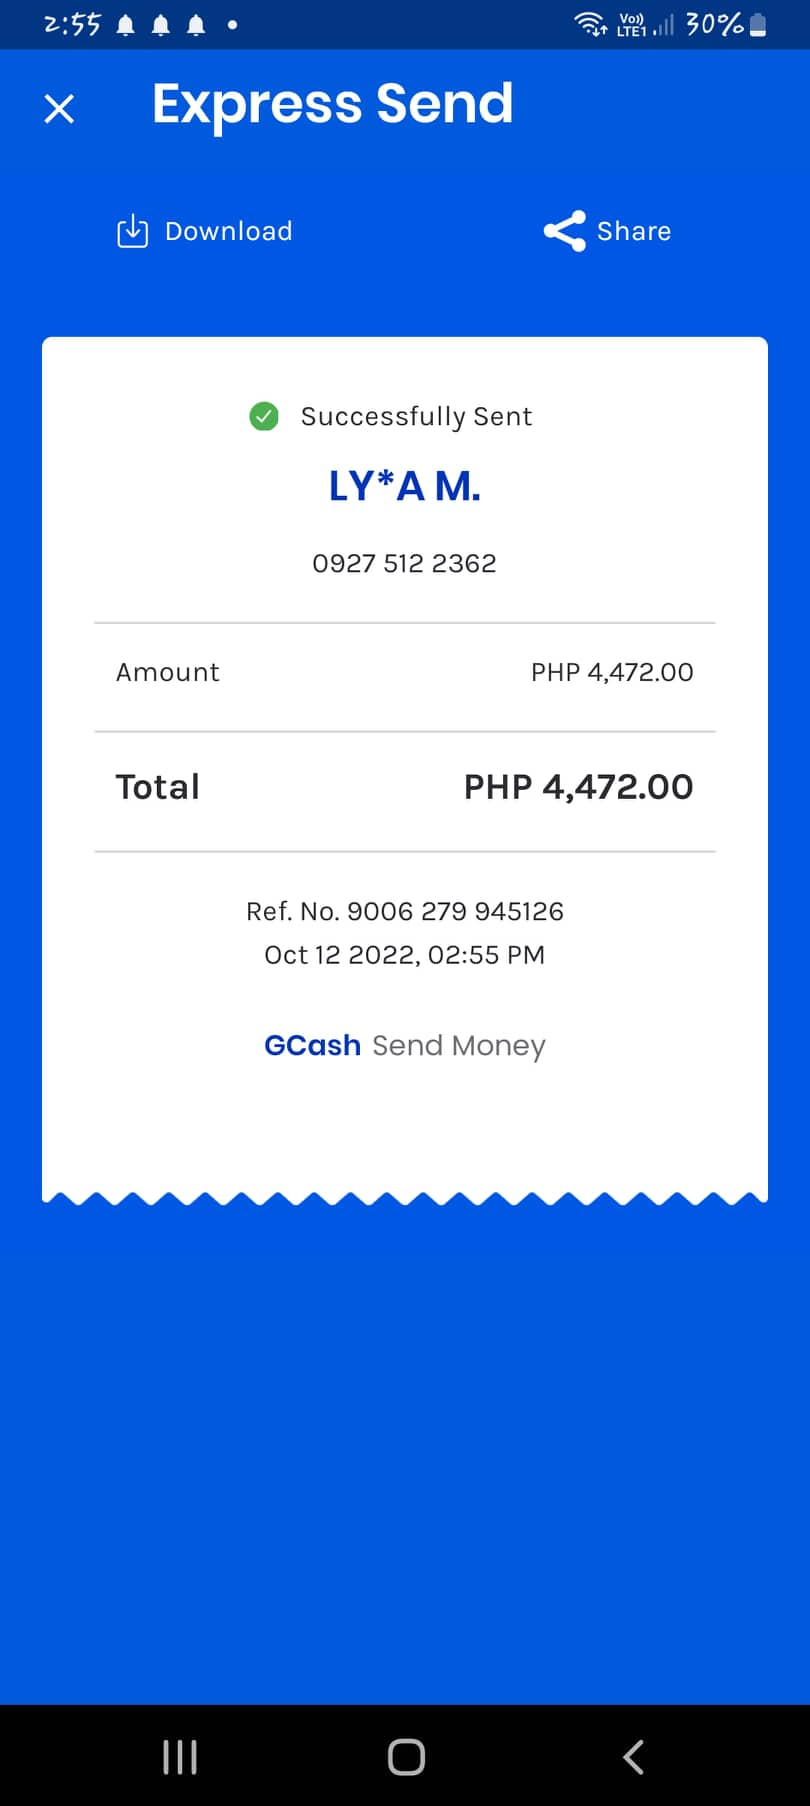 2:55
Vo))
LTE1
30%
Express Send
Download
Share
Successfully Sent
LY*A M.
0927 512 2362
Amount PHP 4,472.00
Total PHP 4,472.00
Ref. No. 9006 279 945126
Oct 12 2022, 02:55 PM
GCash Send Money